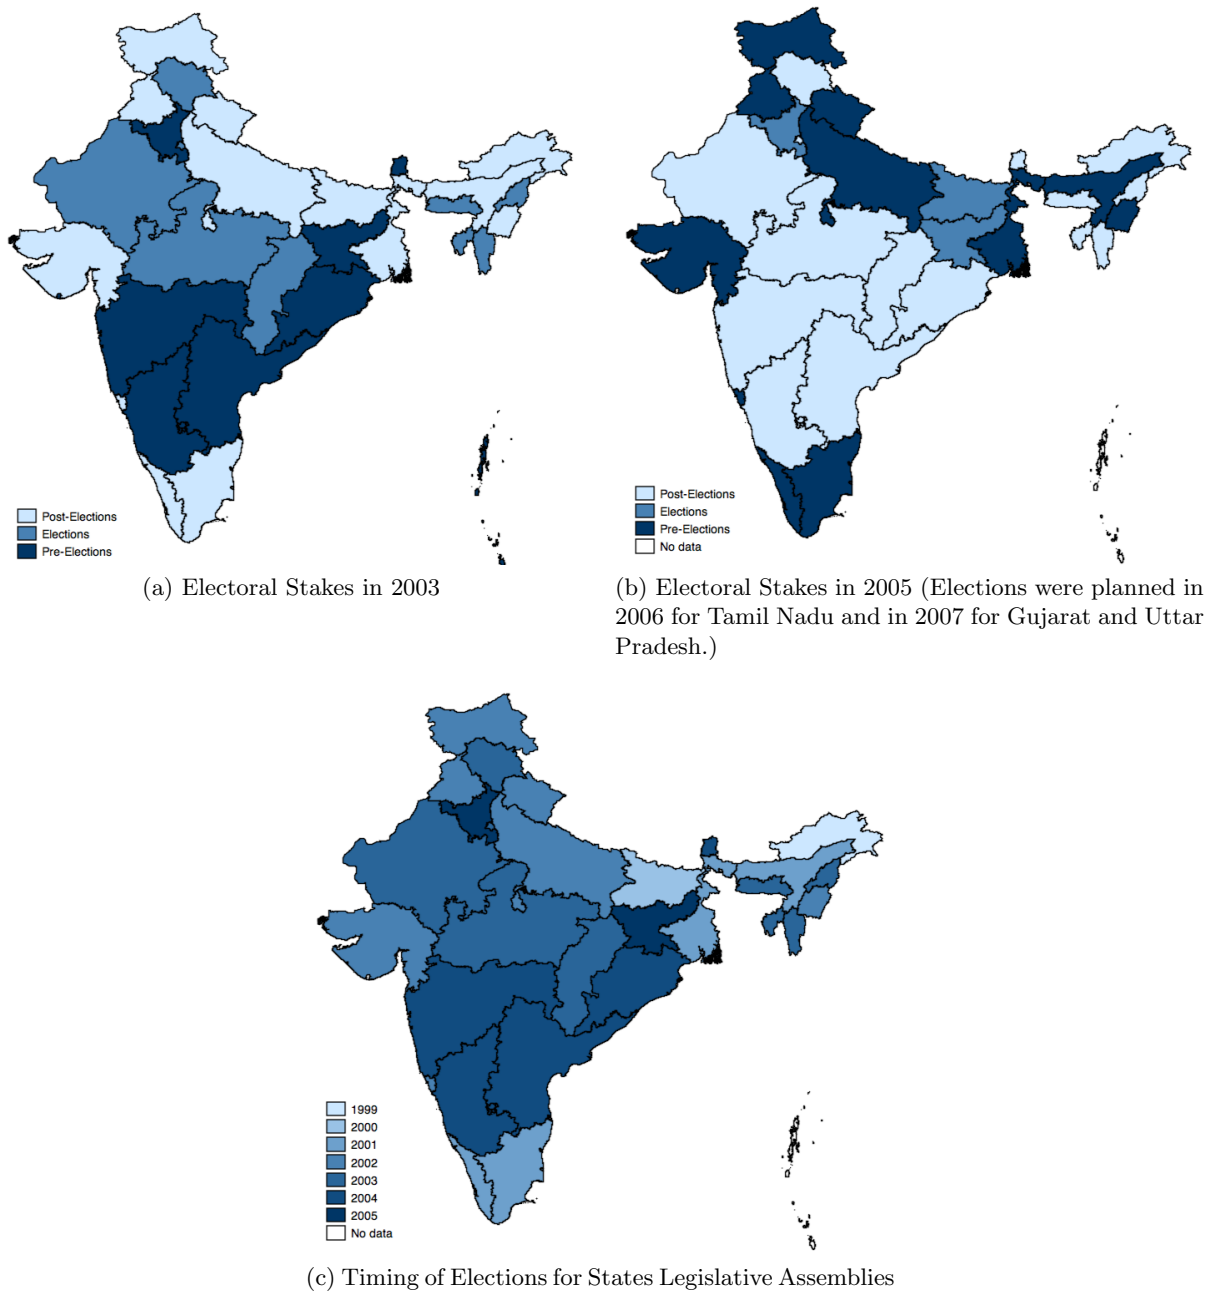 Post-Elections
Elections
Pre-Elections
(a) Electoral Stakes in 2003
Post-Elections
Elections
Pre-Elections
No data
(b) Electoral Stakes in 2005 (Elections were planned in
2006 for Tamil Nadu and in 2007 for Gujarat and Uttar
Pradesh.)
1999
2000
2001
2002
2003
2004
2005
No data
(c) Timing of Elections for States Legislative Assemblies